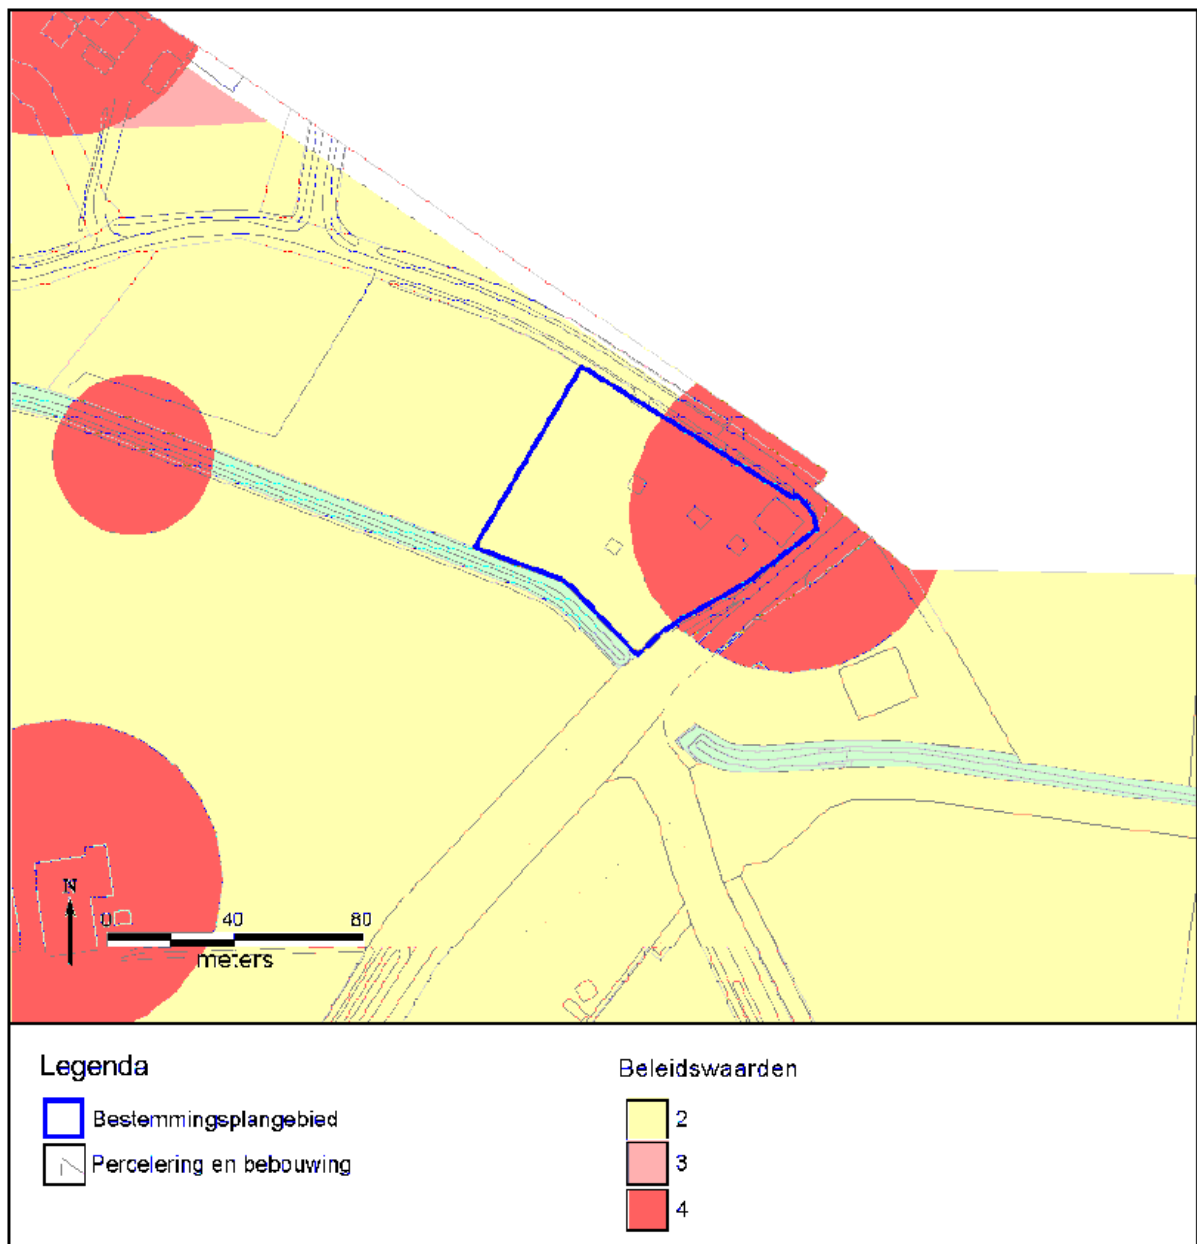 N
0 40 80
meters
Legenda
Bestemmingsplangebied
Percelering en bebouwing
Beleidswaarden
2
3
4